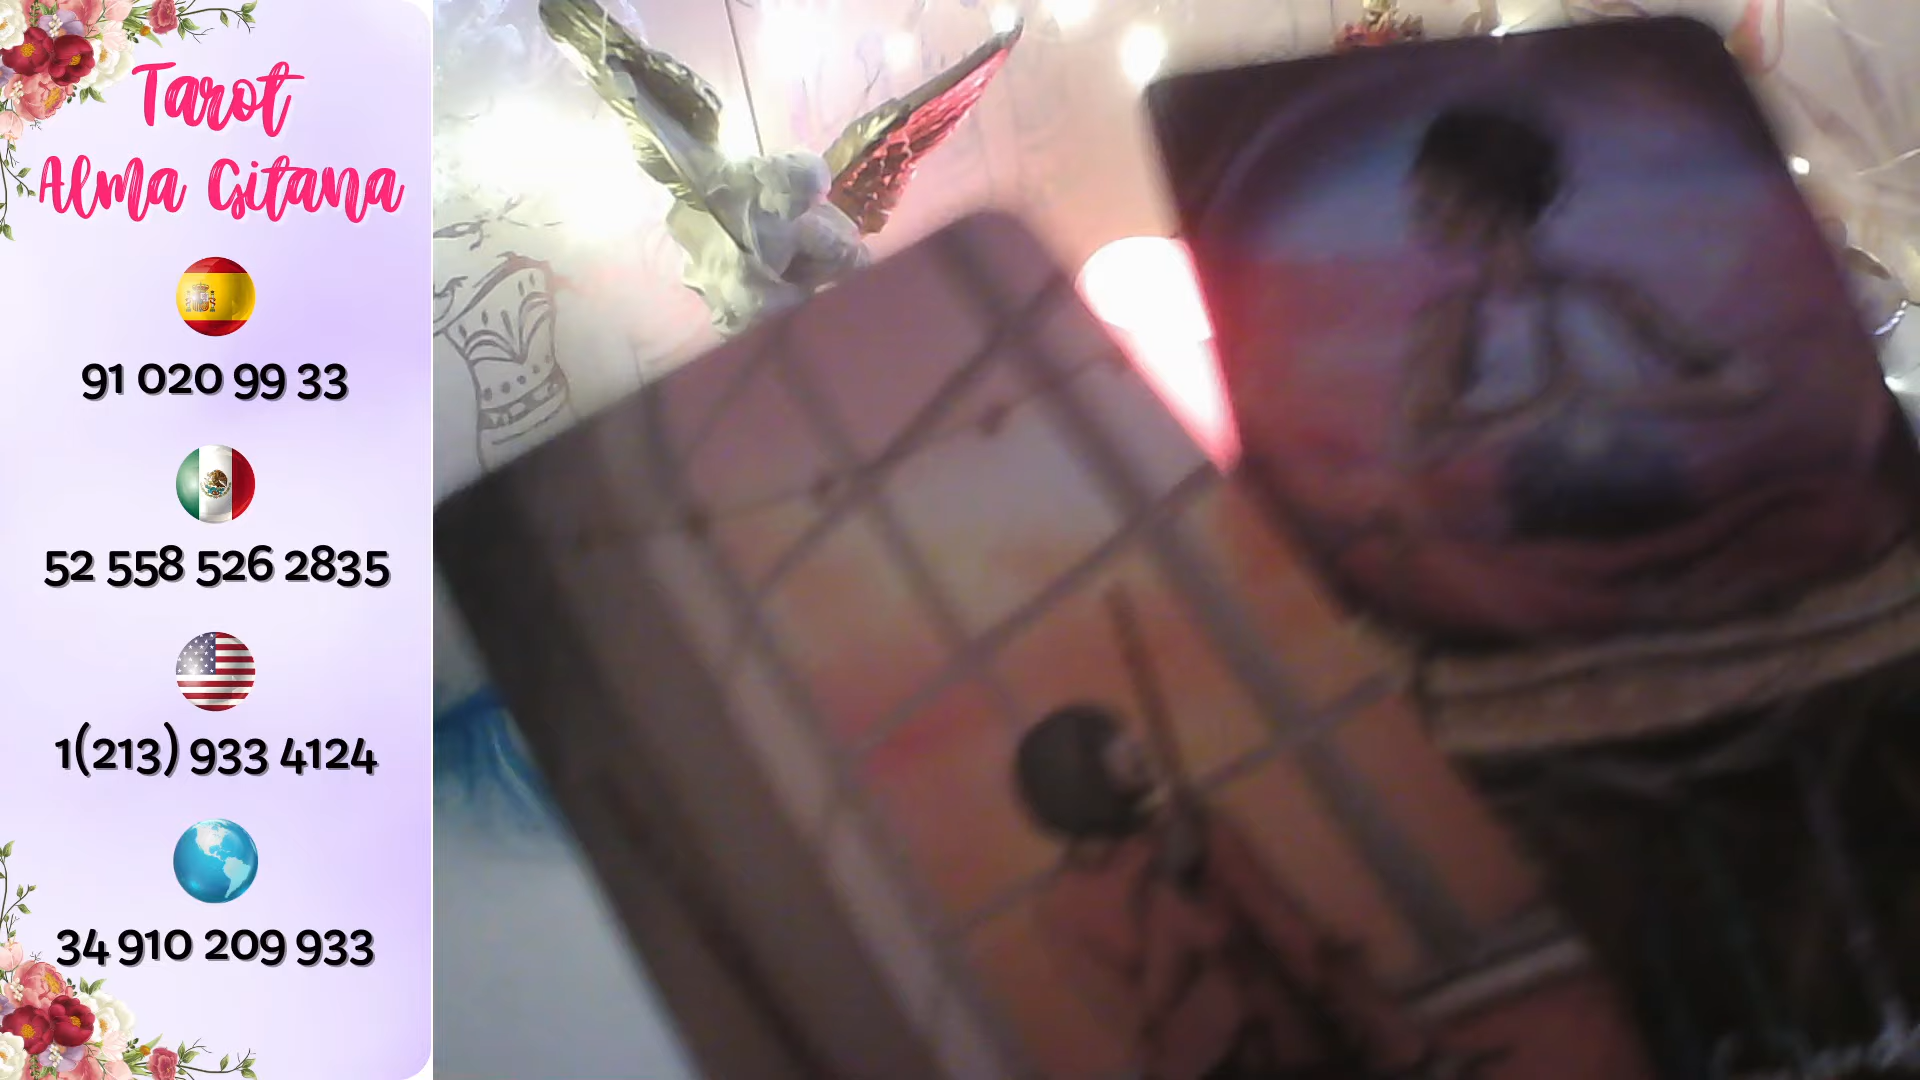 Tarot
Alma Gitana
91 020 99 33
52 558 526 2835
1(213) 933 4124
34 910 209 933